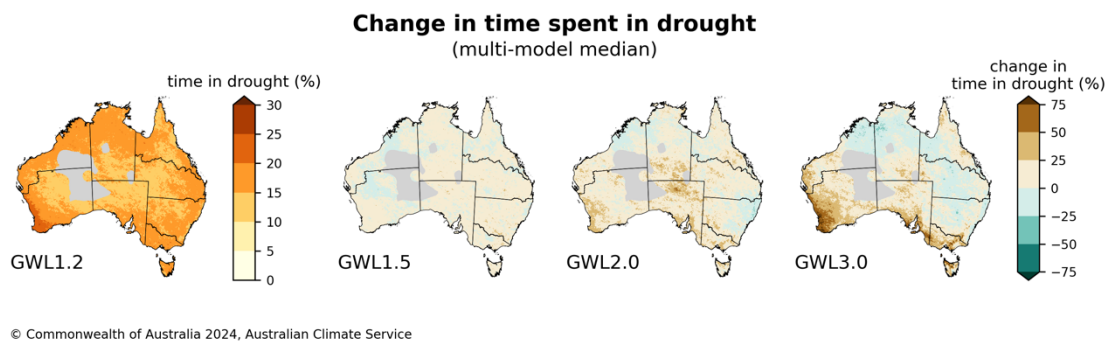 Change in time spent in drought
(multi-model median)
time in drought (%)
30
25
20
15
10
5
0
GWL1.2
GWL1.5
GWL2.0
GWL3.0
change in
time in drought (%)
75
50
25
0
−25
−50
−75
© Commonwealth of Australia 2024, Australian Climate Service